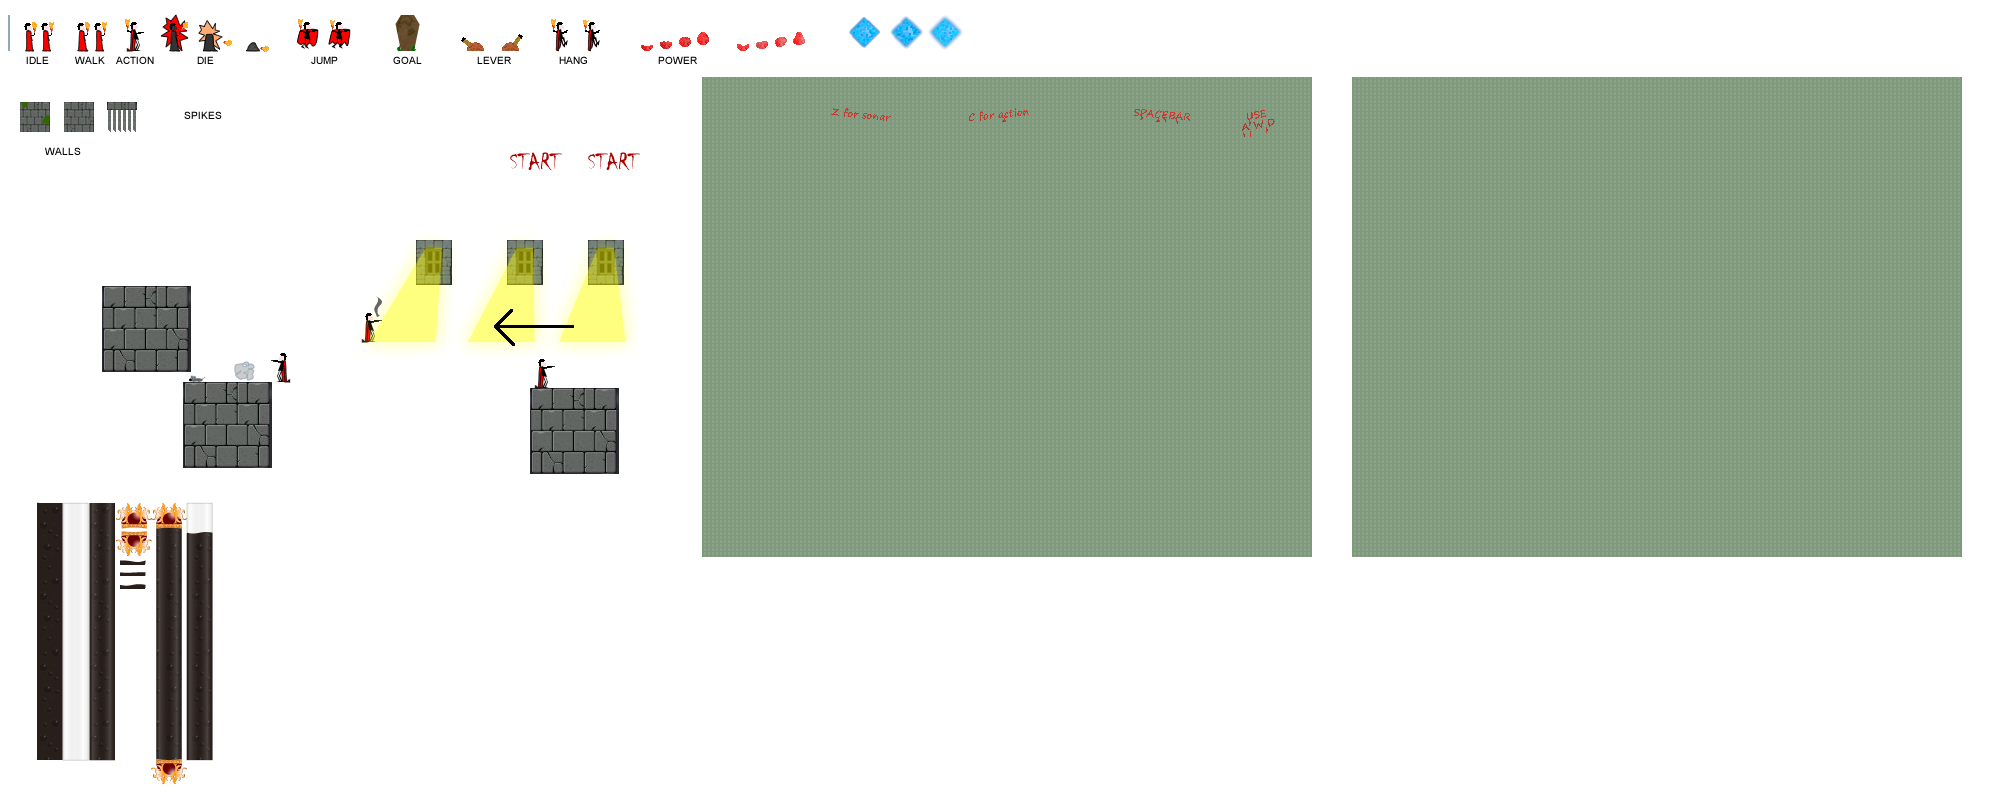 IDLE WALK ACTION DIE JUMP GOAL LEVER HANG POWER
Z for sonar C for action SPACEBAR USE
A W D
SPIKES
WALLS
START START